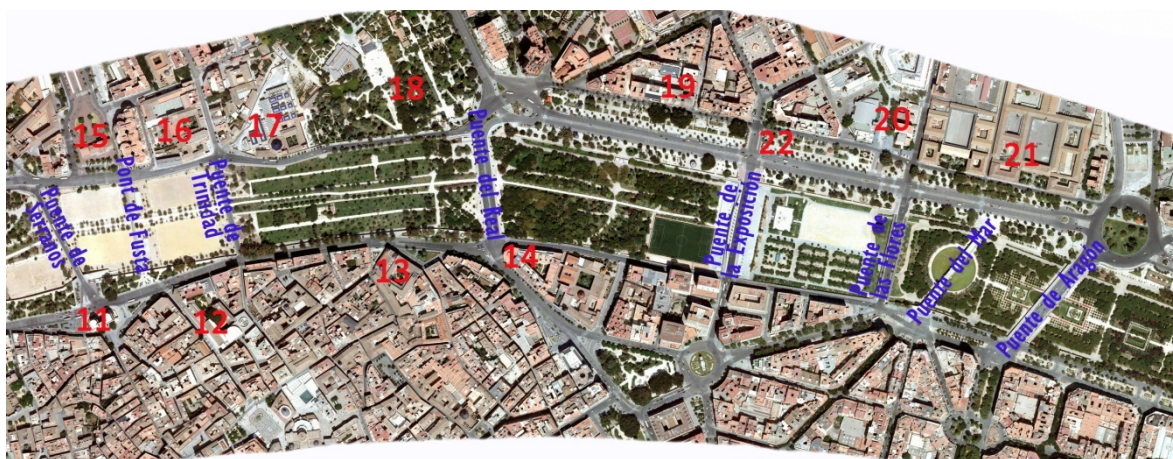 15
16
17
18
19
20
21
22
11
12
13
14
Puente de
Serranos
Pont de Fusta
Puente de
Trinidad
Puente del Real
Puente de
la Exposición
Puente de
las Flores
Puente del Mar
Puente de Aragón